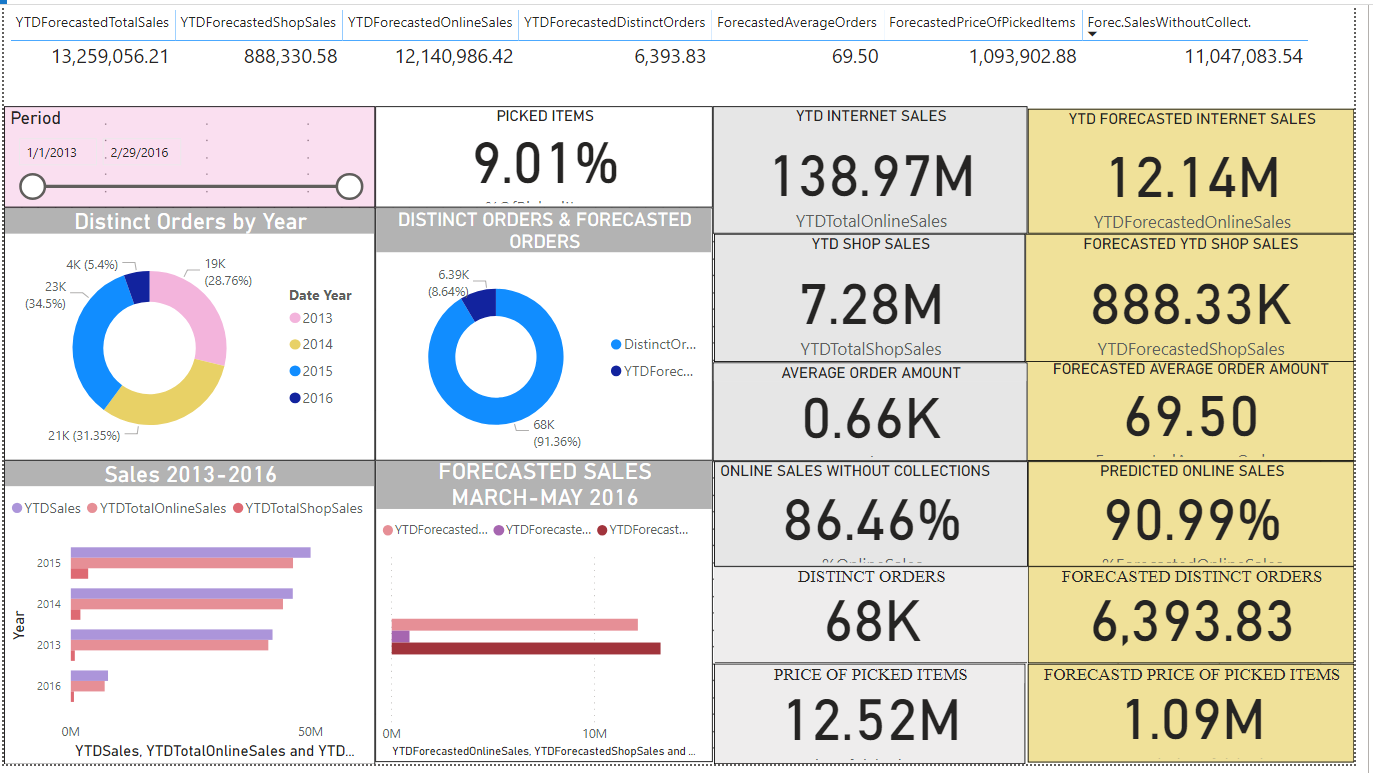 YTDForecastedTotalSales YTDForecastedShopSales YTDForecastedOnlineSales YTDForecastedDistinctOrders ForecastedAverageOrders ForecastedPriceOfPickedItems Forec.SalesWithoutCollect.
13,259,056.21 888,330.58 12,140,986.42 6,393.83 69.50 1,093,902.88 11,047,083.54
Period
1/1/2013 2/29/2016
PICKED ITEMS
9.01%
YTD INTERNET SALES
138.97M
YTDTotalOnlineSales
YTD FORECASTED INTERNET SALES
12.14M
YTDForecastedOnlineSales
Distinct Orders by Year
4K (5.4%)
19K
(28.76%)
23K
(34.5%)
21K (31.35%)
Date Year
2013
2014
2015
2016
DISTINCT ORDERS & FORECASTED
ORDERS
6.39K
(8.64%)
68K
(91.36%)
DistinctOr...
YTDForec...
YTD SHOP SALES
7.28M
YTDTotalShopSales
FORECASTED YTD SHOP SALES
888.33K
YTDForecastedShopSales
AVERAGE ORDER AMOUNT
0.66K
FORECASTED AVERAGE ORDER AMOUNT
69.50
Sales 2013-2016
YTDSales YTDTotalOnlineSales YTDTotalShopSales
2015
2014
2013
2016
Year
0M 50M
YTDSales, YTDTotalOnlineSales and YTD...
FORECASTED SALES
MARCH-MAY 2016
YTDForecasted... YTDForecaste... YTDForecast...
0M 10M
YTDForecastedOnlineSales, YTDForecastedShopSales and ...
ONLINE SALES WITHOUT COLLECTIONS
86.46%
PREDICTED ONLINE SALES
90.99%
DISTINCT ORDERS
68K
FORECASTED DISTINCT ORDERS
6,393.83
PRICE OF PICKED ITEMS
12.52M
FORECASTD PRICE OF PICKED ITEMS
1.09M